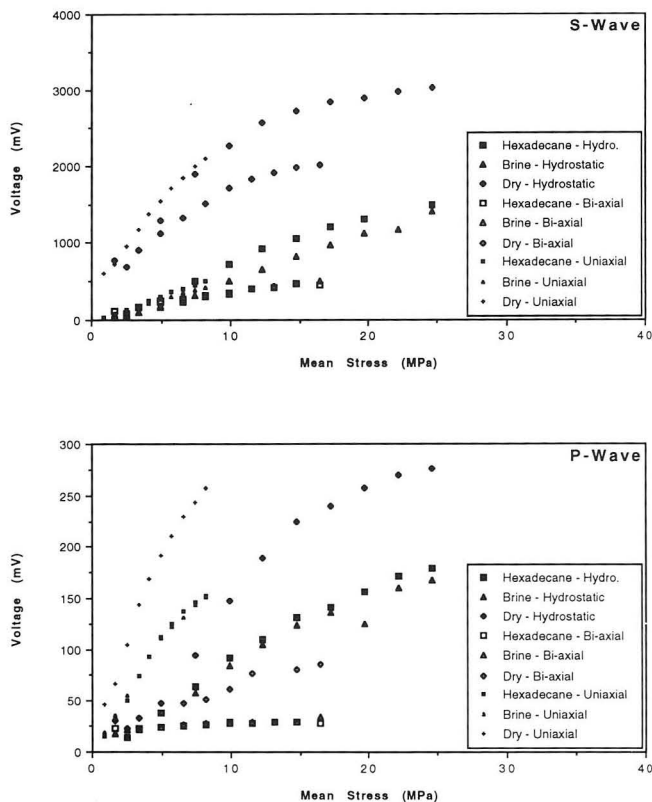 S-Wave
4000
3000
2000
1000
0
0
10
20
30
40
Voltage (mV)
Mean Stress (MPa)
Hexadecane - Hydro.
Brine - Hydrostatic
Dry - Hydrostatic
Hexadecane - Bi-axial
Brine - Bi-axial
Dry - Bi-axial
Hexadecane - Uniaxial
Brine - Uniaxial
Dry - Uniaxial
P-Wave
300
250
200
150
100
50
0
0
10
20
30
40
Voltage (mV)
Mean Stress (MPa)
Hexadecane - Hydro.
Brine - Hydrostatic
Dry - Hydrostatic
Hexadecane - Bi-axial
Brine - Bi-axial
Dry - Bi-axial
Hexadecane - Uniaxial
Brine - Uniaxial
Dry - Uniaxial